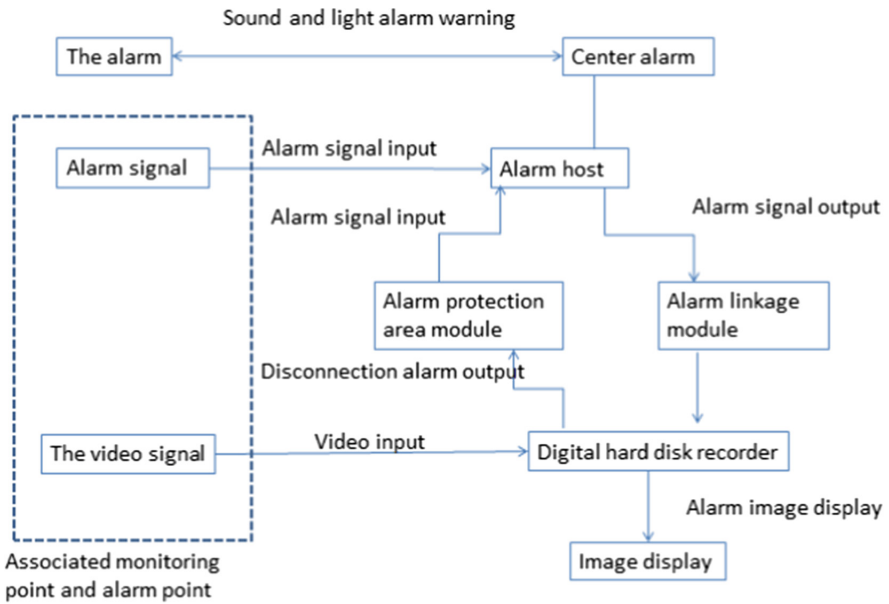 Sound and light alarm warning
The alarm
Center alarm
Alarm signal
Alarm signal input
Alarm host
Alarm signal input
Alarm signal output
Alarm protection
area module
Alarm linkage
module
Disconnection alarm output
The video signal
Video input
Digital hard disk recorder
Alarm image display
Associated monitoring
point and alarm point
Image display